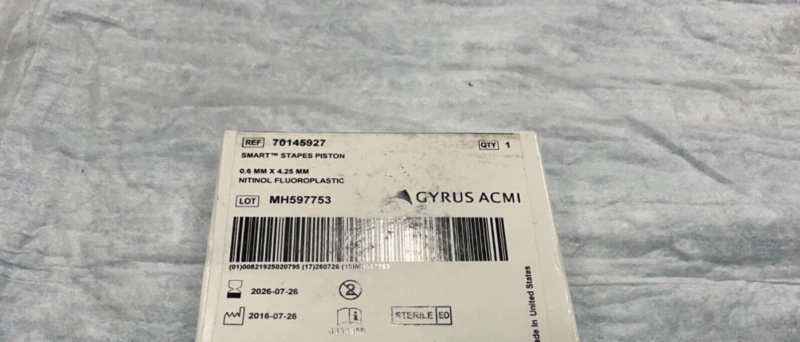 REF 70145927
QTY 1
SMART™ STAPES PISTON
0.6 MM X 4.25 MM
NITINOL FLUOROPLASTIC
LOT MH597753
GYRUS ACMI
(01)00821925020795 (17)260726
2026-07-26
2
2016-07-26
STERILE EO
Made in United States